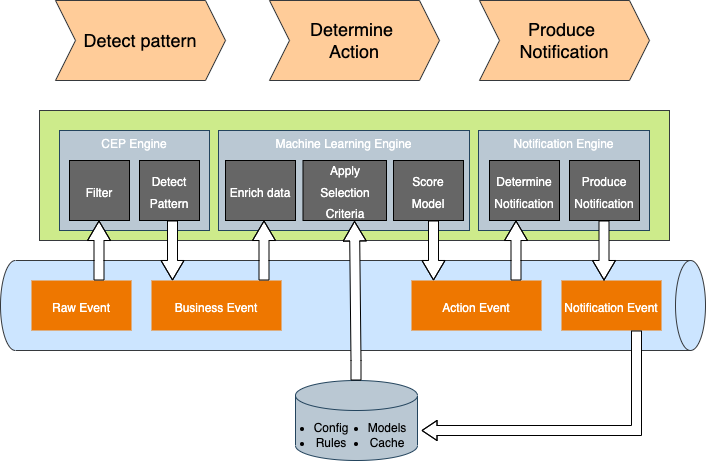 Detect pattern
Determine
Action
Produce
Notification
CEP Engine
Machine Learning Engine
Notification Engine
Filter
Detect
Pattern
Enrich data
Apply
Selection
Criteria
Score
Model
Determine
Notification
Produce
Notification
Raw Event
Business Event
Action Event
Notification Event
• Config • Models
• Rules • Cache